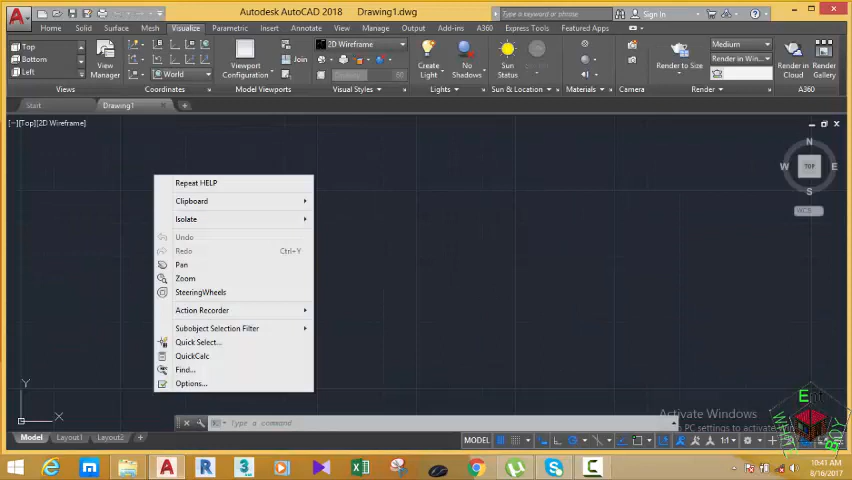 Autodesk AutoCAD 2018 Drawing1.dwg
Type a keyword or phrase
Sign In
Home Solid Surface Mesh Visualize Parametric Insert Annotate View Manage Output Add-ins A360 Express Tools Featured Apps
Top
Bottom
Left
View
Manager
World
Viewport
Configuration
Join
2D Wireframe
60
Create
Light
No
Shadows
Sun
Status
Render to Size
Medium
Render in Win...
Render in
Cloud
Render
Gallery
Views
Coordinates
Model Viewports
Visual Styles
Lights
Sun & Location
Materials
Camera
Render
A360
Start
Drawing1
[−][Top][2D Wireframe]
N
W
TOP
E
S
WCS
Repeat HELP
Clipboard
Isolate
Undo
Redo Ctrl+Y
Pan
Zoom
SteeringWheels
Action Recorder
Subobject Selection Filter
Quick Select...
QuickCalc
Find...
Options...
Y
X
Type a command
Activate Windows
PC settings to activate
Model Layout1 Layout2
MODEL
1:1
10:41 AM
8/16/2017